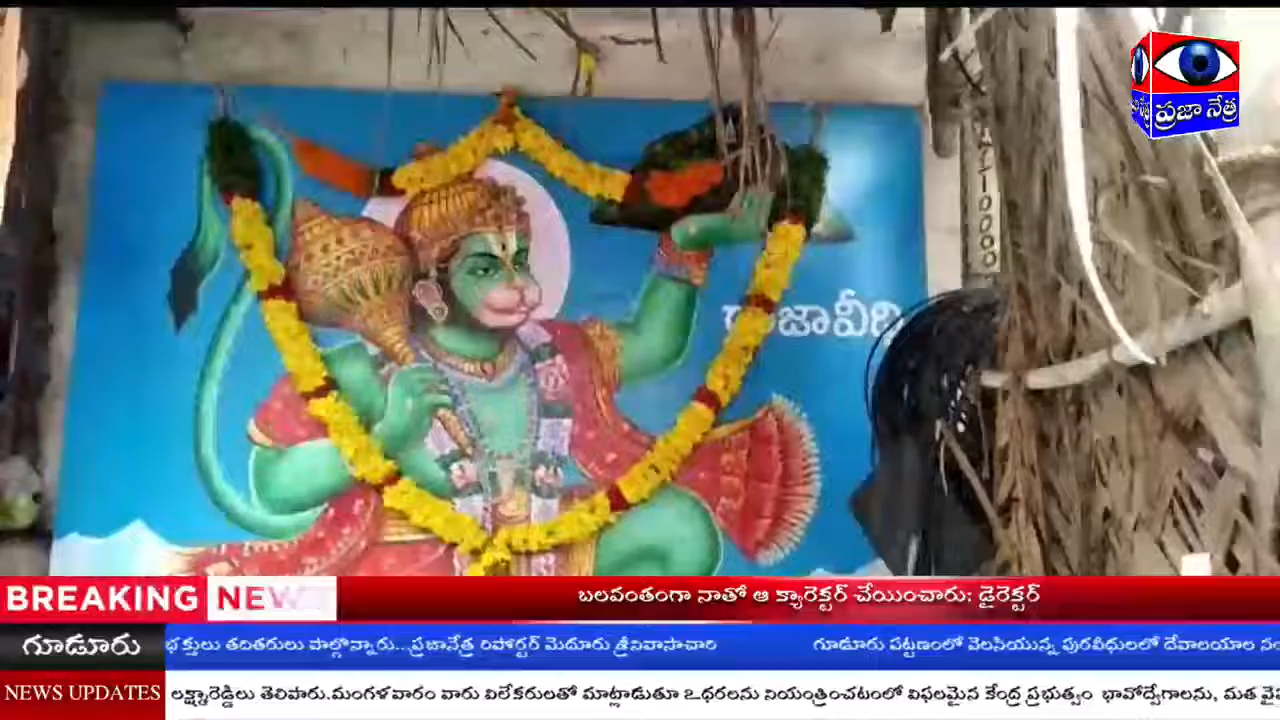 ప్రజా నేత్ర
BREAKING NEWS
బలవంతంగా నాతో ఆ క్యారెక్టర్ చేయించారు: డైరెక్టర్
గూడూరు
భక్తులు తదితరులు పాల్గొన్నారు...ప్రజానేత్ర రిపోర్టర్ మెదూరు శ్రీనివాసాచారి గూడూరు పట్టణంలో వెలసియున్న పురవీధులలో దేవాలయాల
NEWS UPDATES
లక్ష్మారెడ్డిలు తెలిపారు.మంగళవారం వారు విలేకరులతో మాట్లాడుతూ ఽధరలను నియంత్రించటంలో విఫలమైన కేంద్ర ప్రభుత్వం భావోద్వేగాలను, మత